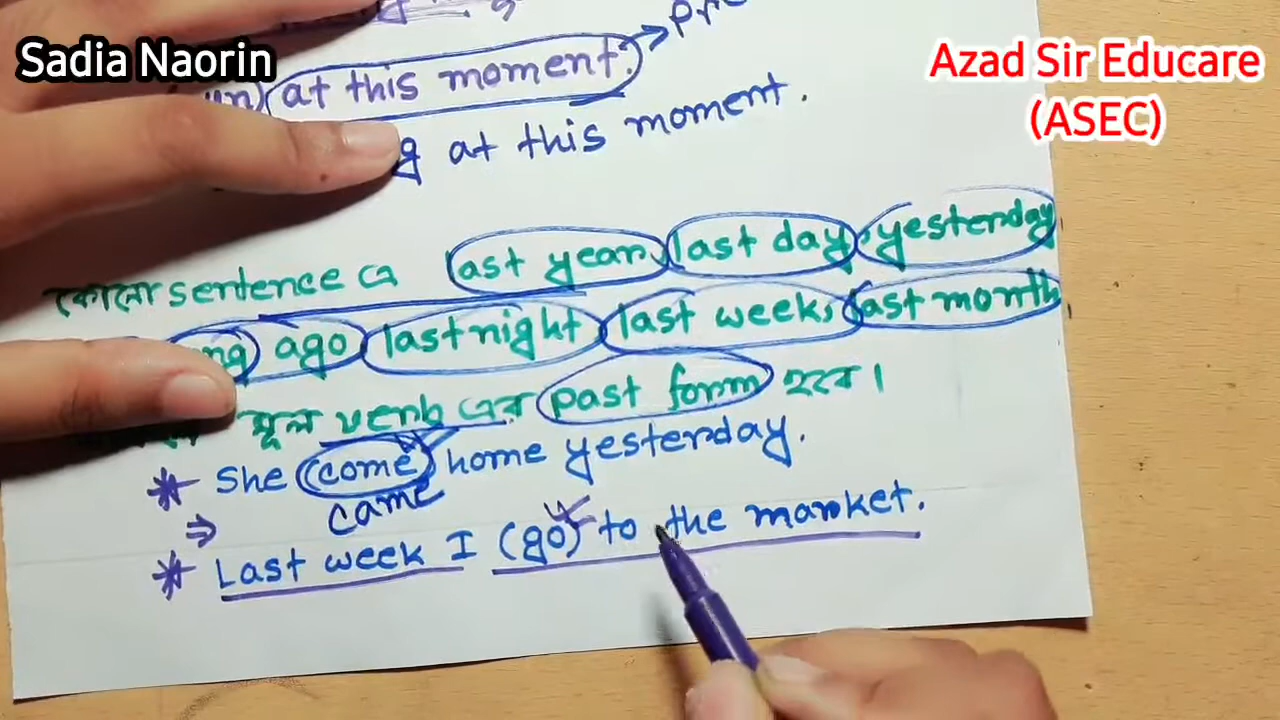 Sadia Naorin
Azad Sir Educare
(ASEC)
at this moment.
at this moment.
কোনো sentence এ last year, last day, yesterday
ago last night last week, last month
মূল verb এর past form হবে।
* She (come) home yesterday.
⇒ came
* Last week I (go) to the market.